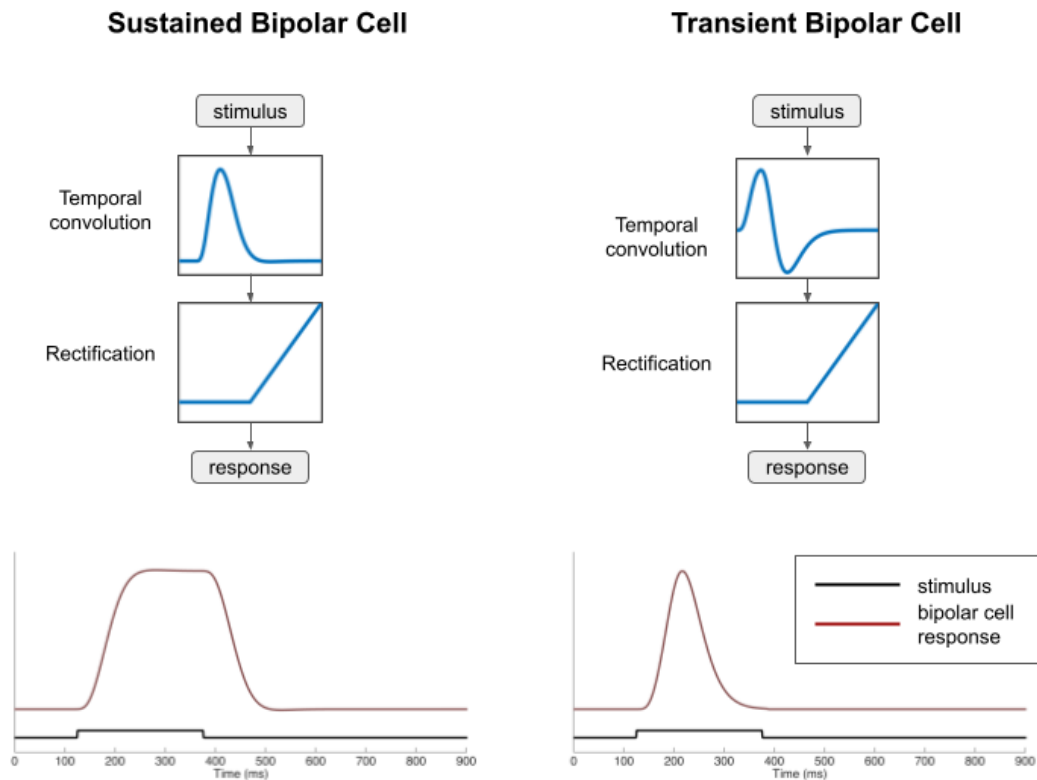 Sustained Bipolar Cell
stimulus
Temporal
convolution
Rectification
response
0 100 200 300 400 500 600 700 800 900
Time (ms)
Transient Bipolar Cell
stimulus
Temporal
convolution
Rectification
response
stimulus
bipolar cell
response
0 100 200 300 400 500 600 700 800 900
Time (ms)